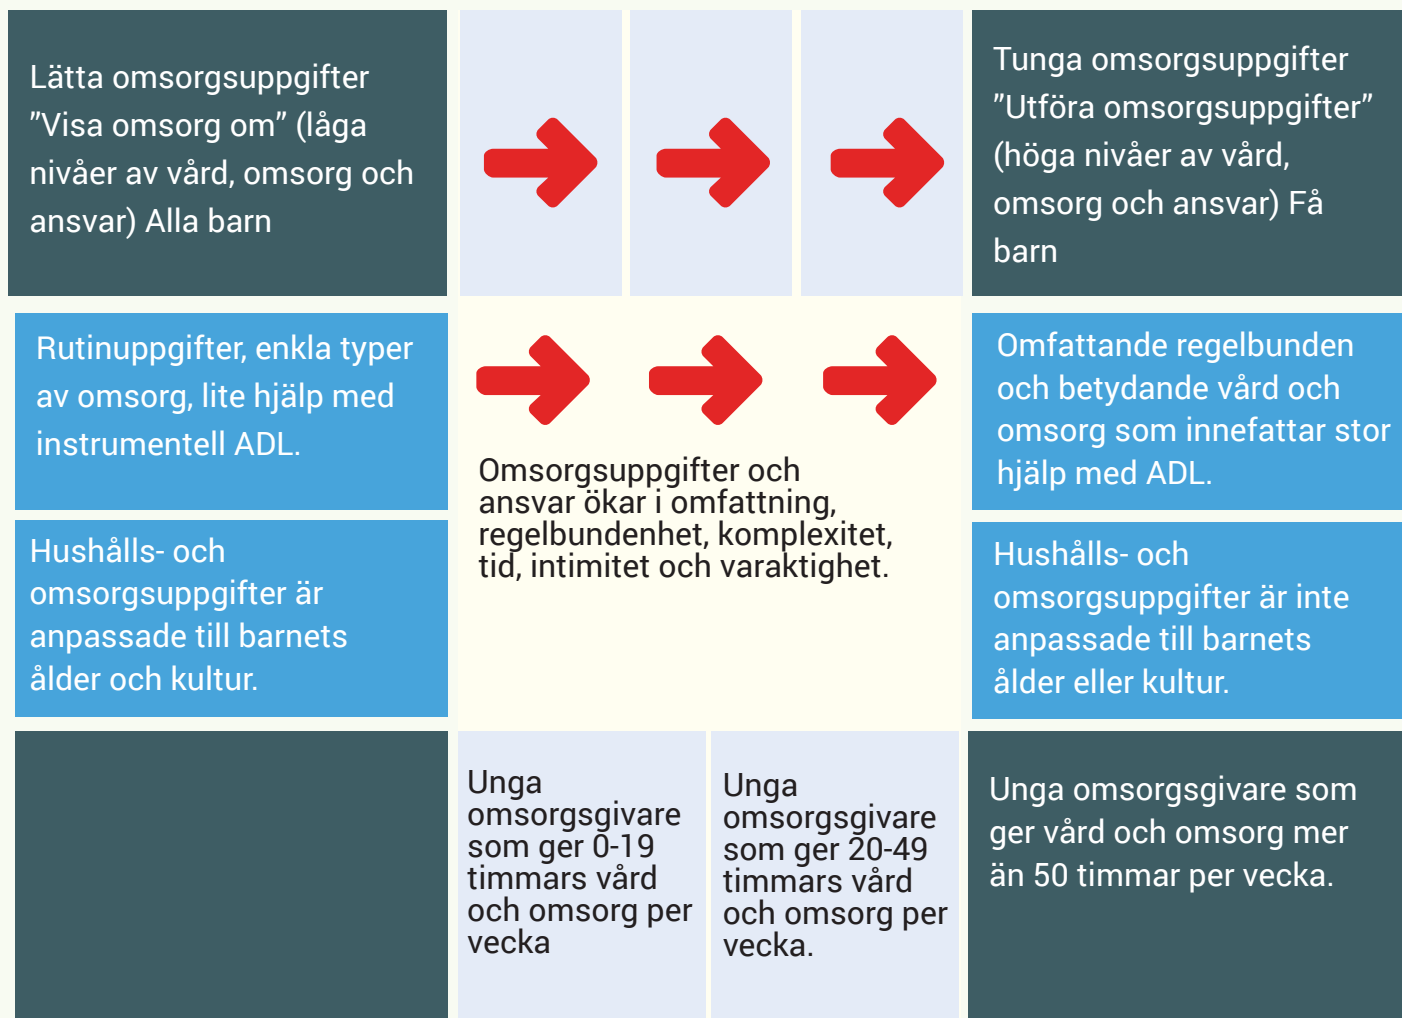 Lätta omsorgsuppgifter
”Visa omsorg om” (låga
nivåer av vård, omsorg och
ansvar) Alla barn
Tunga omsorgsuppgifter
”Utföra omsorgsuppgifter”
(höga nivåer av vård,
omsorg och ansvar) Få
barn
Rutinuppgifter, enkla typer
av omsorg, lite hjälp med
instrumentell ADL.
Omsorgsuppgifter och
ansvar ökar i omfattning,
regelbundenhet, komplexitet,
tid, intimitet och varaktighet.
Omfattande regelbunden
och betydande vård och
omsorg som innefattar stor
hjälp med ADL.
Hushålls- och
omsorgsuppgifter är
anpassade till barnets
ålder och kultur.
Hushålls- och
omsorgsuppgifter är inte
anpassade till barnets
ålder eller kultur.
Unga
omsorgsgivare
som ger 0-19
timmars vård
och omsorg per
vecka
Unga
omsorgsgivare
som ger 20-49
timmars vård
och omsorg per
vecka.
Unga omsorgsgivare som
ger vård och omsorg mer
än 50 timmar per vecka.